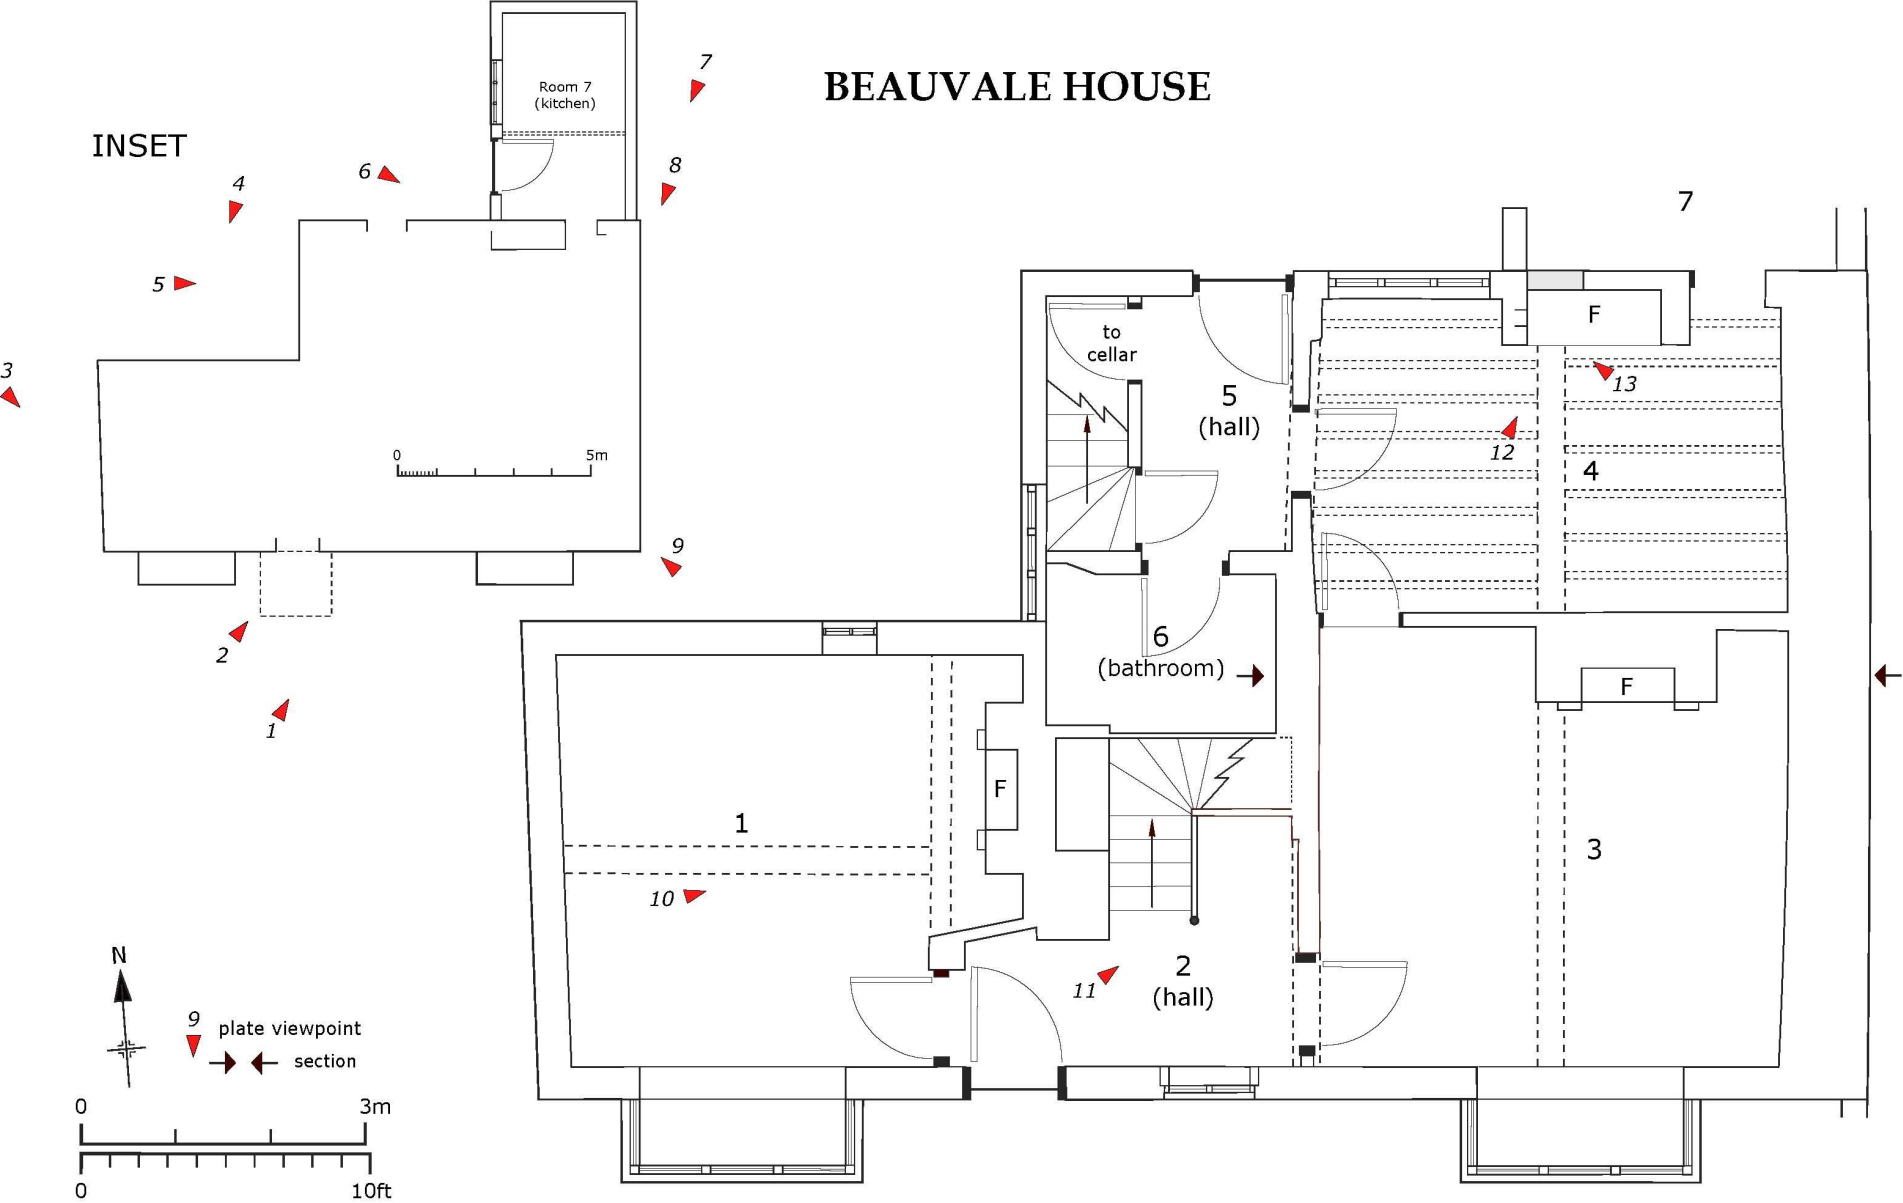 BEAUVALE HOUSE
INSET
Room 7
(kitchen)
7
8
6
4
5
3
0 5m
9
2
1
7
F
13
12
4
to
cellar
5
(hall)
6
(bathroom)
F
F
1
10
3
2
(hall)
11
N
9
plate viewpoint
section
0 3m
0 10ft